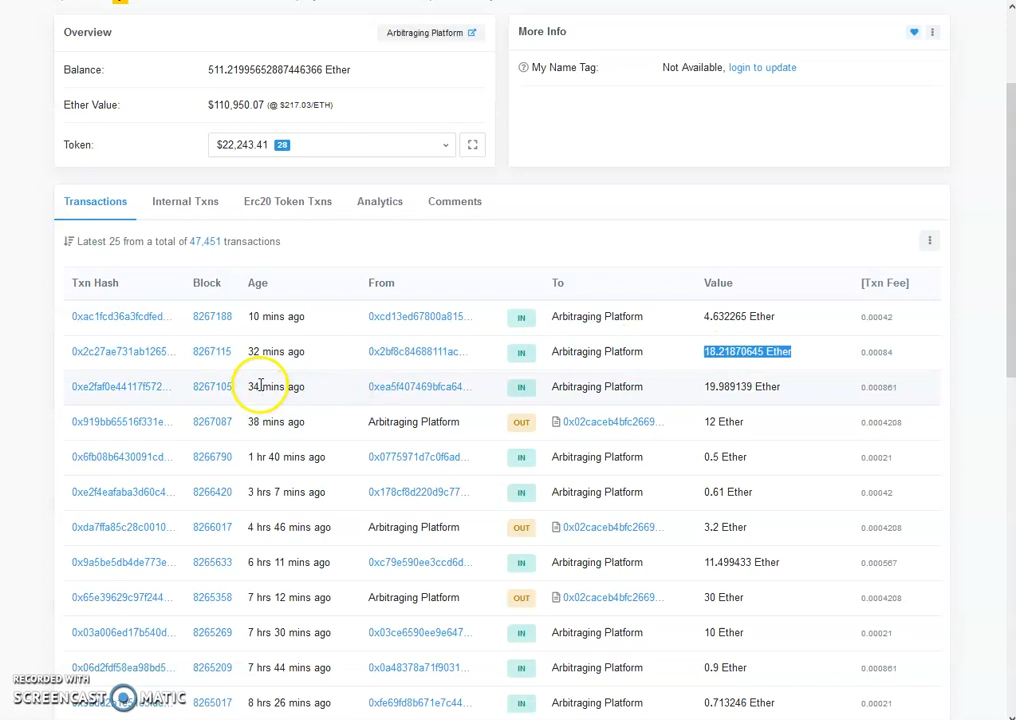 Overview
Arbitraging Platform
Balance: 511.21995652887446366 Ether
Ether Value: $110,950.07 (@ $217.03/ETH)
Token: $22,243.41 28
More Info
My Name Tag: Not Available, login to update
Transactions Internal Txns Erc20 Token Txns Analytics Comments
Latest 25 from a total of 47,451 transactions
Txn Hash Block Age From To Value [Txn Fee]
0xac1fcd36a3fcdfed... 8267188 10 mins ago 0xcd13ed67800a815... IN Arbitraging Platform 4.632265 Ether 0.00042
0x2c27ae731ab1265... 8267115 32 mins ago 0x2bf8c84688111ac... IN Arbitraging Platform 18.21870645 Ether 0.00084
0xe2faf0e44117f572... 8267105 34 mins ago 0xea5f407469bfca64... IN Arbitraging Platform 19.989139 Ether 0.000861
0x919bb65516f331e... 8267087 38 mins ago Arbitraging Platform OUT 0x02caceb4bfc2669... 12 Ether 0.0004208
0x6fb08b6430091cd... 8266790 1 hr 40 mins ago 0x0775971d7c0f6ad... IN Arbitraging Platform 0.5 Ether 0.00021
0xe2f4eafaba3d60c4... 8266420 3 hrs 7 mins ago 0x178cf8d220d9c77... IN Arbitraging Platform 0.61 Ether 0.00042
0xda7ffa85c28c0010... 8266017 4 hrs 46 mins ago Arbitraging Platform OUT 0x02caceb4bfc2669... 3.2 Ether 0.0004208
0x9a5be5db4de773e... 8265633 6 hrs 11 mins ago 0xc79e590ee3ccd6d... IN Arbitraging Platform 11.499433 Ether 0.000567
0x65e39629c97f244... 8265358 7 hrs 12 mins ago Arbitraging Platform OUT 0x02caceb4bfc2669... 30 Ether 0.0004208
0x03a006ed17b540d... 8265269 7 hrs 30 mins ago 0x03ce6590ee9e647... IN Arbitraging Platform 10 Ether 0.00021
0x06d2fdf58ea98bd5... 8265209 7 hrs 44 mins ago 0x0a48378a71f9031... IN Arbitraging Platform 0.9 Ether 0.000861
8265017 8 hrs 26 mins ago 0xfe69fd8b671e7c44... IN Arbitraging Platform 0.713246 Ether 0.00021
RECORDED WITH
SCREENCAST MATIC